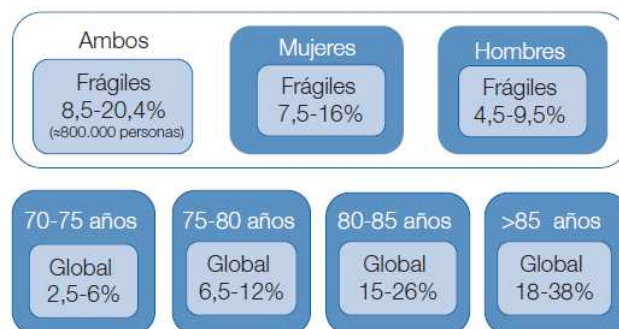 Ambos
Frágiles
8,5-20,4%
(≈800.000 personas)
Mujeres
Frágiles
7,5-16%
Hombres
Frágiles
4,5-9,5%
70-75 años
Global
2,5-6%
75-80 años
Global
6,5-12%
80-85 años
Global
15-26%
>85 años
Global
18-38%